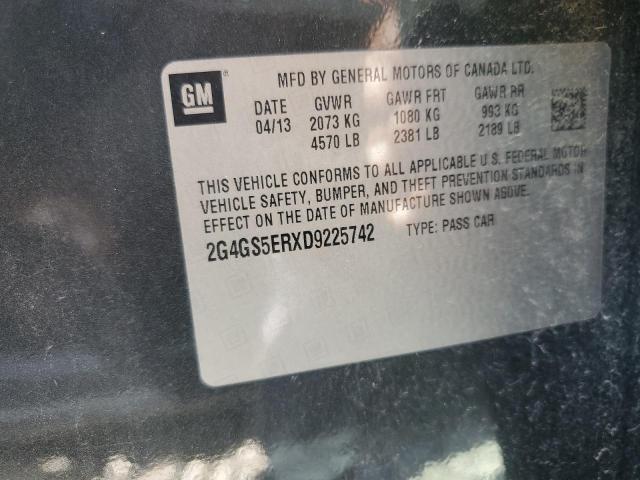 GM
MFD BY GENERAL MOTORS OF CANADA LTD.
DATE GVWR GAWR FRT GAWR RR
04/13 2073 KG 1080 KG 993 KG
4570 LB 2381 LB 2189 LB
THIS VEHICLE CONFORMS TO ALL APPLICABLE U.S. FEDERAL MOTOR
VEHICLE SAFETY, BUMPER, AND THEFT PREVENTION STANDARDS IN
EFFECT ON THE DATE OF MANUFACTURE SHOWN ABOVE.
2G4GS5ERXD9225742 TYPE: PASS CAR